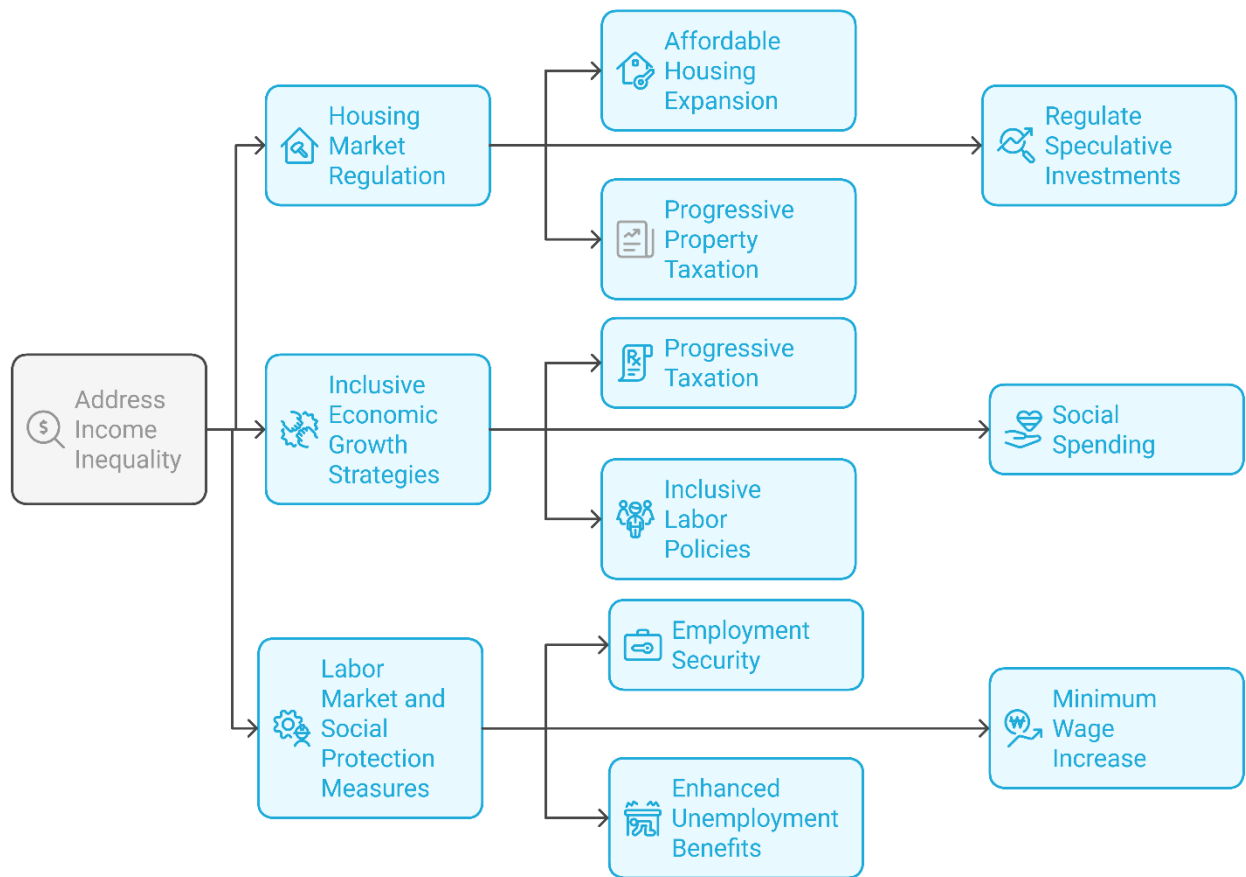 Address
Income
Inequality
Housing
Market
Regulation
Affordable
Housing
Expansion
Progressive
Property
Taxation
Regulate
Speculative
Investments
Inclusive
Economic
Growth
Strategies
Progressive
Taxation
Inclusive
Labor
Policies
Social
Spending
Labor
Market and
Social
Protection
Measures
Employment
Security
Enhanced
Unemployment
Benefits
Minimum
Wage
Increase